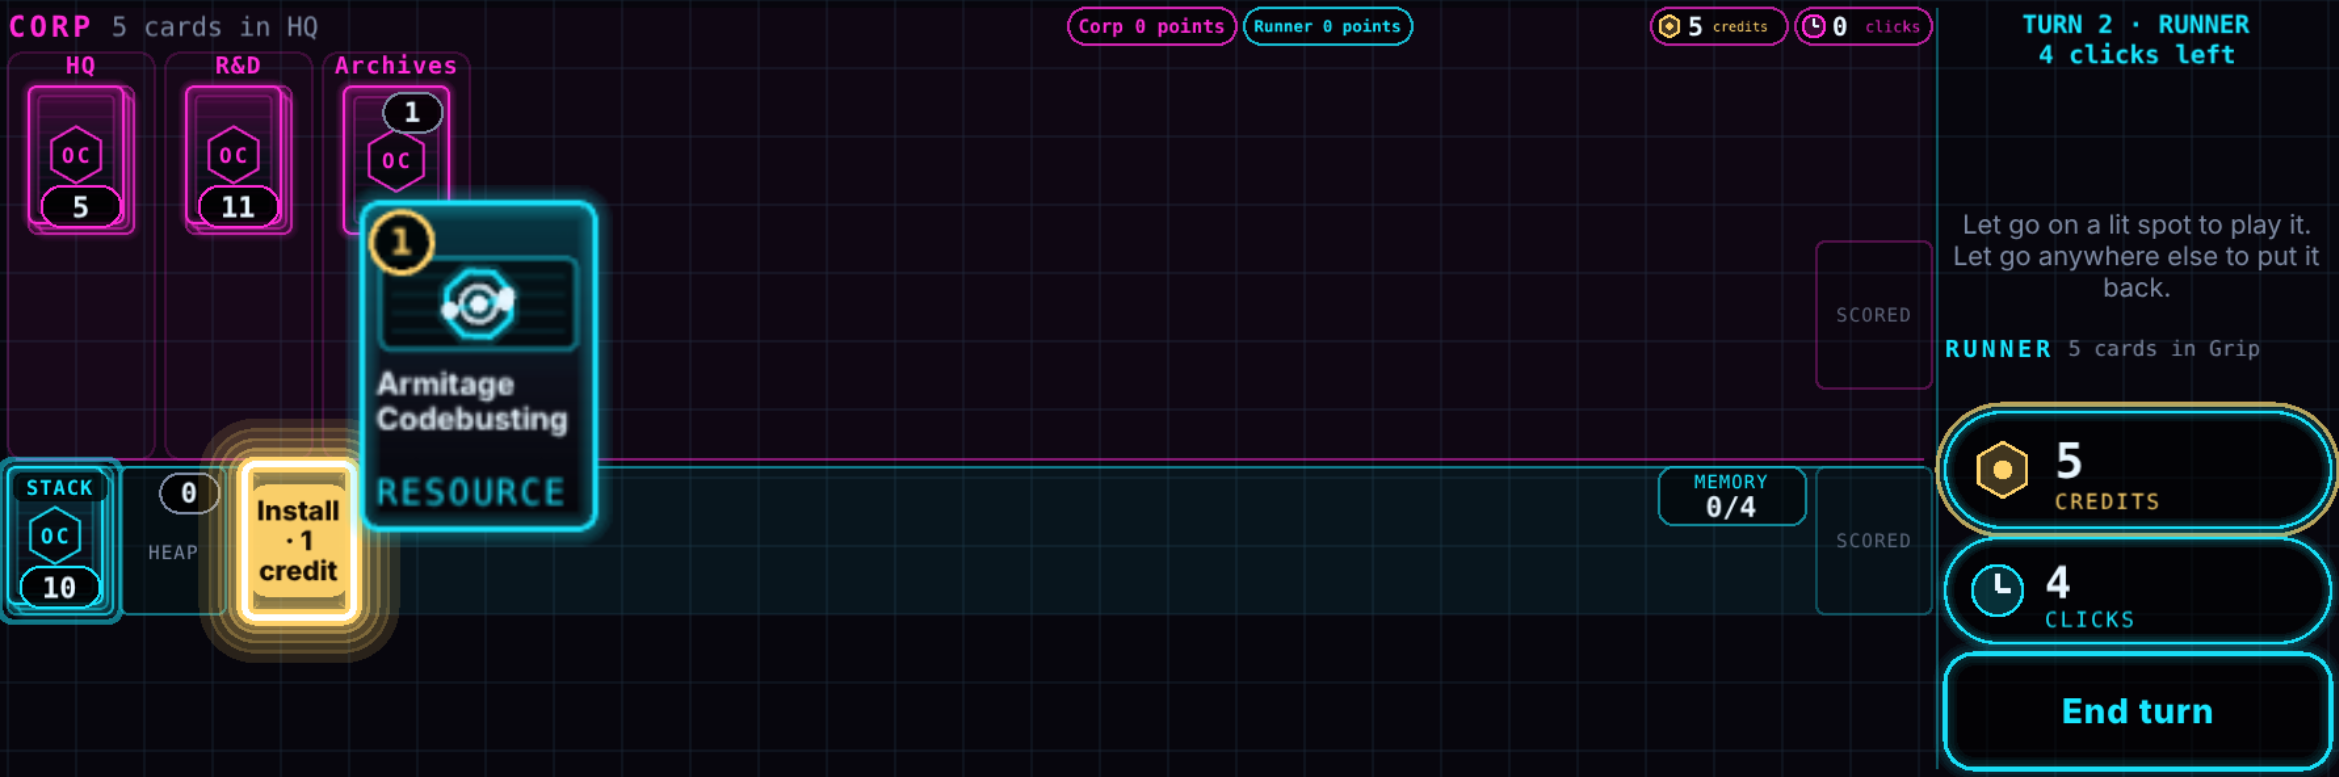 CORP 5 cards in HQ
Corp 0 points
Runner 0 points
5 credits
0 clicks
TURN 2 · RUNNER
4 clicks left
HQ
R&D
Archives
OC
5
OC
11
1
OC
1
Armitage
Codebusting
RESOURCE
SCORED
Let go on a lit spot to play it.
Let go anywhere else to put it
back.
RUNNER 5 cards in Grip
STACK
OC
10
0
HEAP
Install
· 1
credit
MEMORY
0/4
SCORED
5
CREDITS
4
CLICKS
End turn